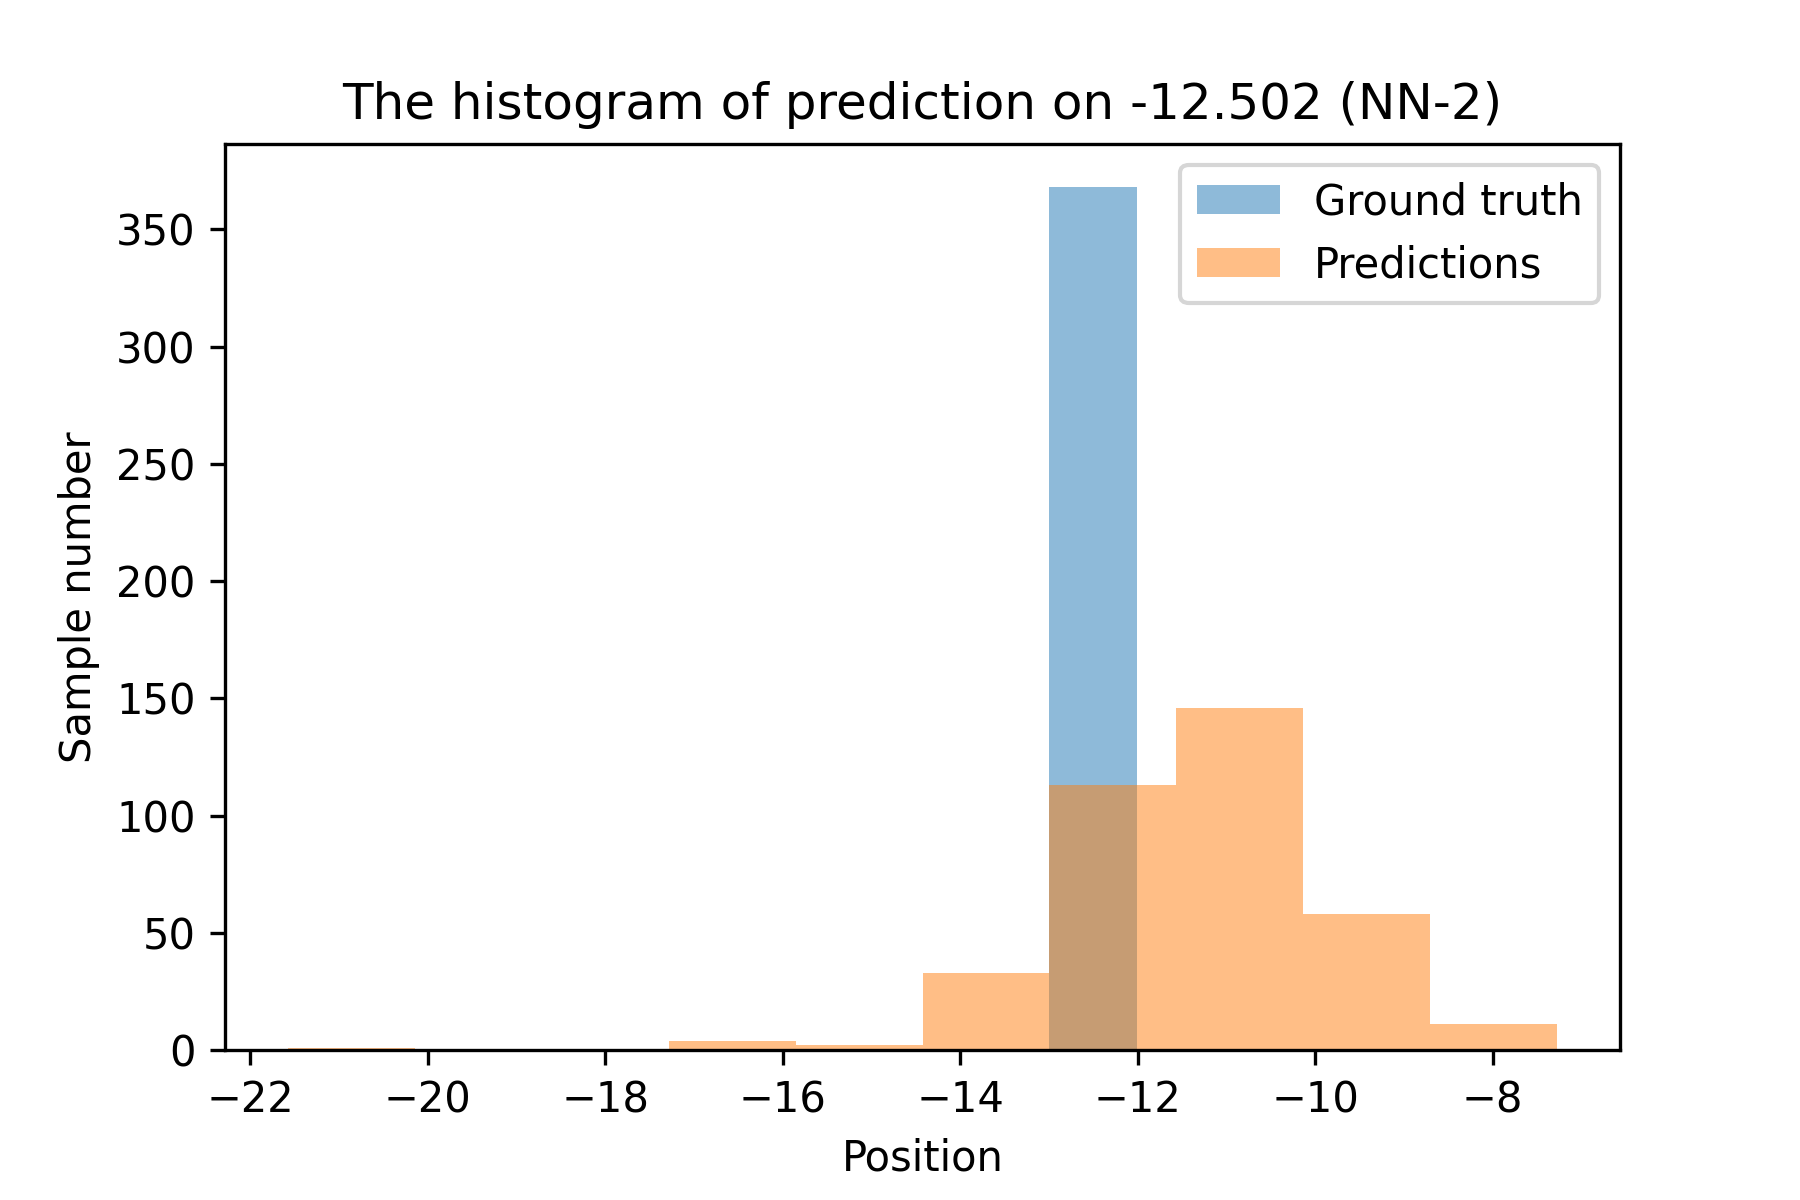 The histogram of prediction on -12.502 (NN-2)
Ground truth
Predictions
350
300
250
200
150
100
50
0
Sample number
−22 −20 −18 −16 −14 −12 −10 −8
Position